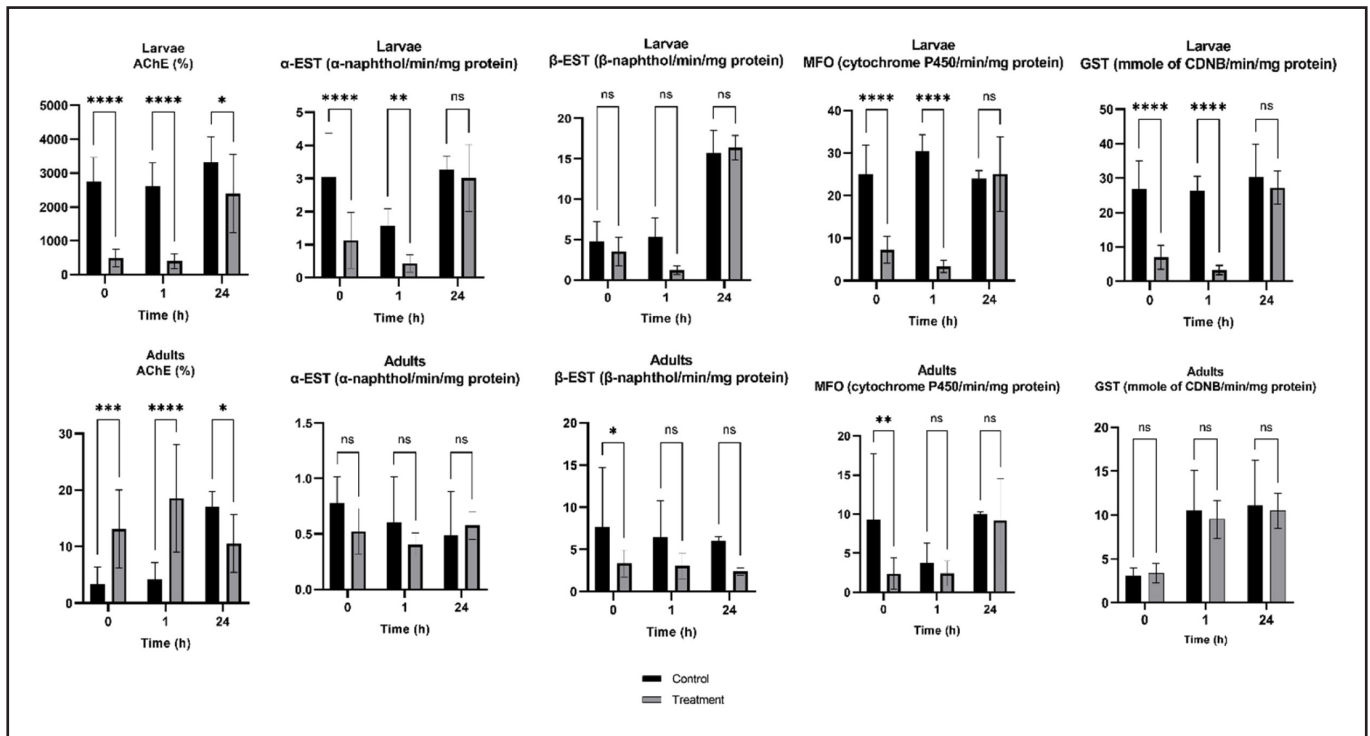 Larvae
AChE (%)
**** **** *
5000
4000
3000
2000
1000
0
0 1 24
Time (h)
Larvae
α-EST (α-naphthol/min/mg protein)
**** ** ns
5
4
3
2
1
0
0 1 24
Time (h)
Larvae
β-EST (β-naphthol/min/mg protein)
ns ns ns
20
15
10
5
0
0 1 24
Time (h)
Larvae
MFO (cytochrome P450/min/mg protein)
**** **** ns
40
30
20
10
0
0 1 24
Time (h)
Larvae
GST (mmole of CDNB/min/mg protein)
**** **** ns
50
40
30
20
10
0
0 1 24
Time (h)
Adults
AChE (%)
*** **** *
30
20
10
0
0 1 24
Time (h)
Adults
α-EST (α-naphthol/min/mg protein)
ns ns ns
1.5
1.0
0.5
0.0
0 1 24
Time (h)
Adults
β-EST (β-naphthol/min/mg protein)
* ns ns
20
15
10
5
0
0 1 24
Time (h)
Adults
MFO (cytochrome P450/min/mg protein)
** ns ns
20
15
10
5
0
0 1 24
Time (h)
Adults
GST (mmole of CDNB/min/mg protein)
ns ns ns
20
15
10
5
0
0 1 24
Time (h)
Control
Treatment